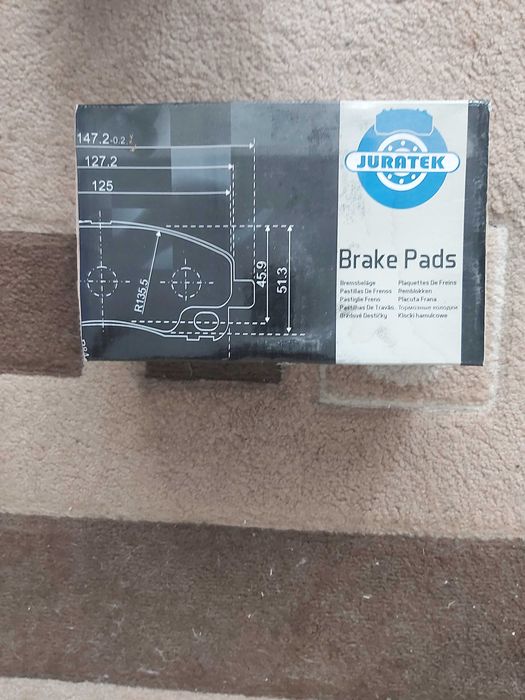 147.2-0.2
127.2
125
R135.5
45.9
51.3
JURATEK
Brake Pads
Bremsbeläge
Pastillas De Frenos
Pastiglie Freno
Pastilhas De Travão
Brzdové Destičky
Plaquettes De Freins
Remblokken
Placuta Frana
Тормозные колодки
Klocki hamulcowe